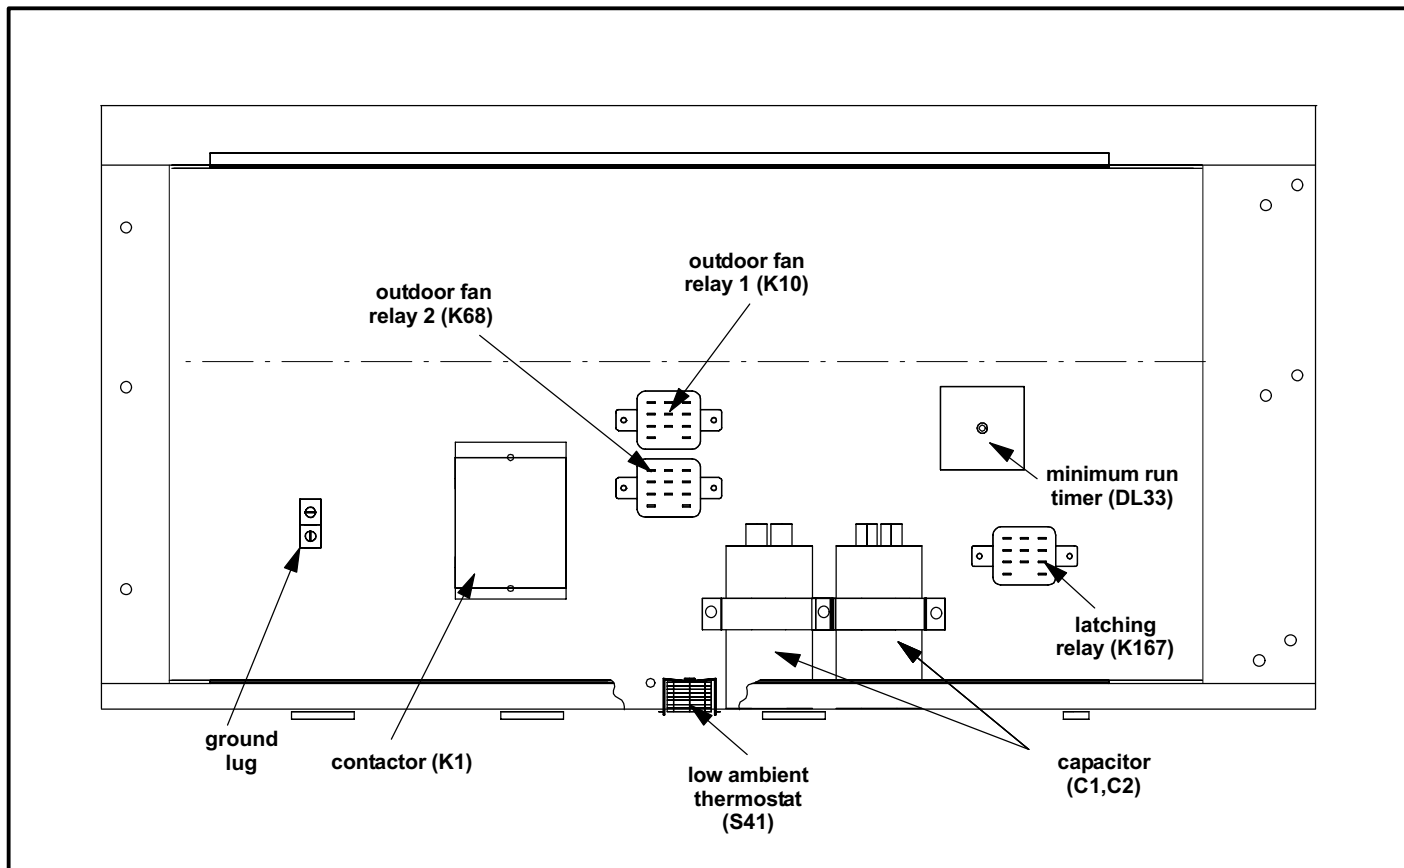 outdoor fan
relay 1 (K10)
outdoor fan
relay 2 (K68)
minimum run
timer (DL33)
latching
relay (K167)
ground
lug
contactor (K1)
low ambient
thermostat
(S41)
capacitor
(C1,C2)